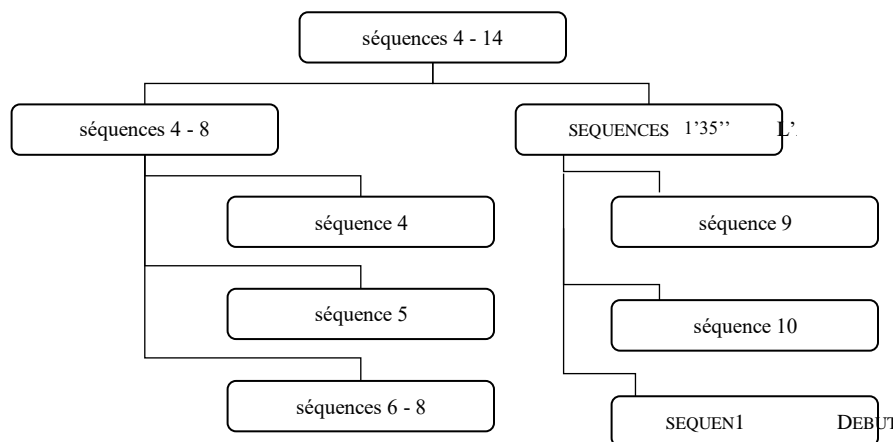 séquences 4 - 14
séquences 4 - 8
SEQUENCES 1’35’’ L’
séquence 4
séquence 9
séquence 5
séquence 10
séquences 6 - 8
SEQUEN1 DEBUT